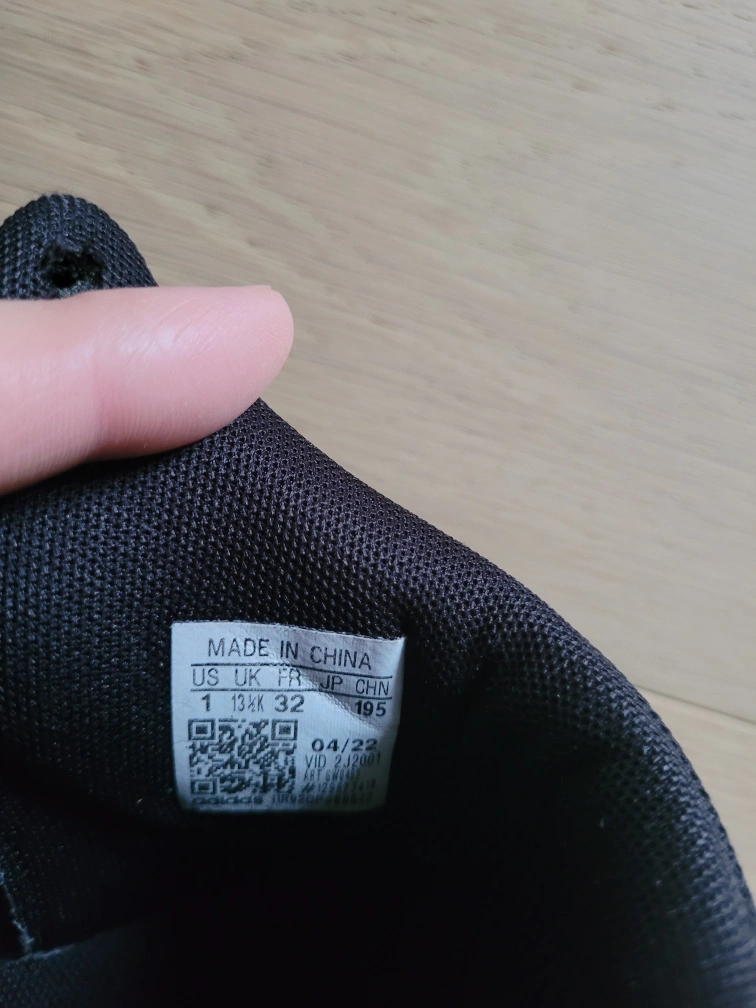 MADE IN CHINA
US UK FR JP CHN
1 13½K 32 195
04/22
VID 2J2001
adidas